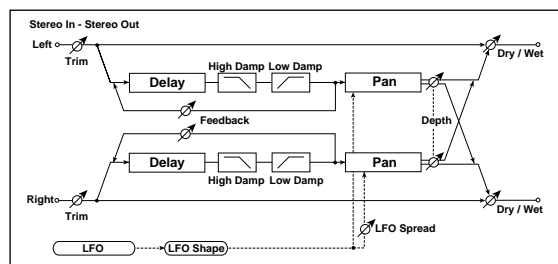 Stereo In - Stereo Out
Left
Trim
Dry / Wet
High Damp Low Damp
Delay
Pan
Feedback
Depth
Delay
Pan
High Damp Low Damp
Right
Trim
Dry / Wet
LFO Spread
LFO
LFO Shape